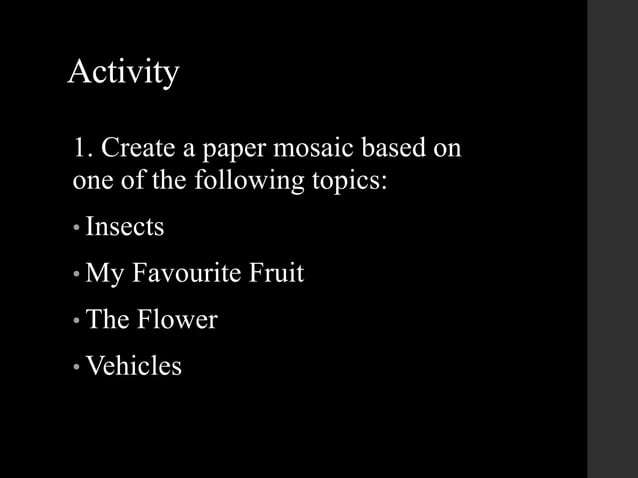 Activity
1. Create a paper mosaic based on
one of the following topics:
• Insects
• My Favourite Fruit
• The Flower
• Vehicles